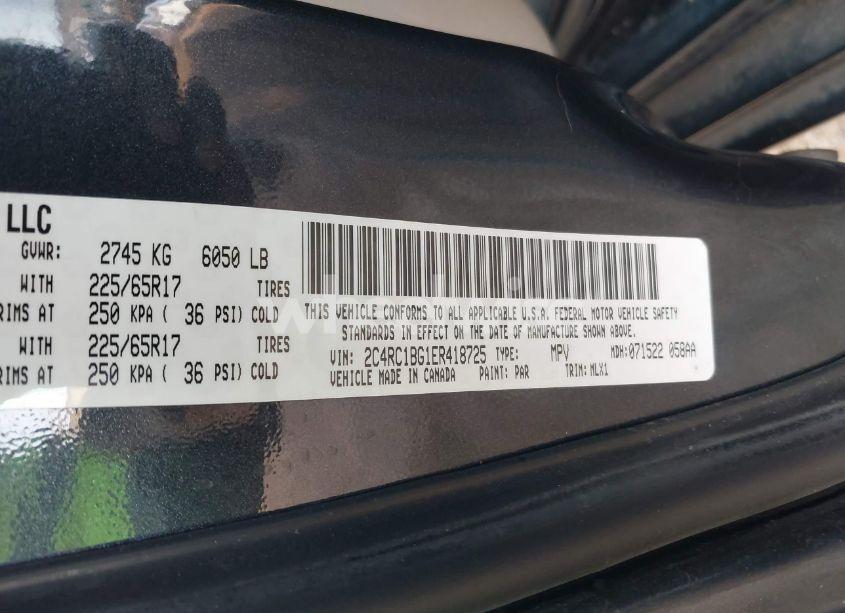 LLC
GVWR: 2745 KG 6050 LB
WITH 225/65R17 TIRES
RIMS AT 250 KPA ( 36 PSI) COLD
WITH 225/65R17
RIMS AT 250 KPA ( 36 PSI) COLD
THIS VEHICLE CONFORMS TO ALL APPLICABLE U.S.A. FEDERAL MOTOR VEHICLE SAFETY
STANDARDS IN EFFECT ON THE DATE OF MANUFACTURE SHOWN ABOVE.
VIN: 2C4RC1BG1ER418725 TYPE: MPV MDH: 071522 058AA
VEHICLE MADE IN CANADA PAINT: PAR TRIM: MLX1